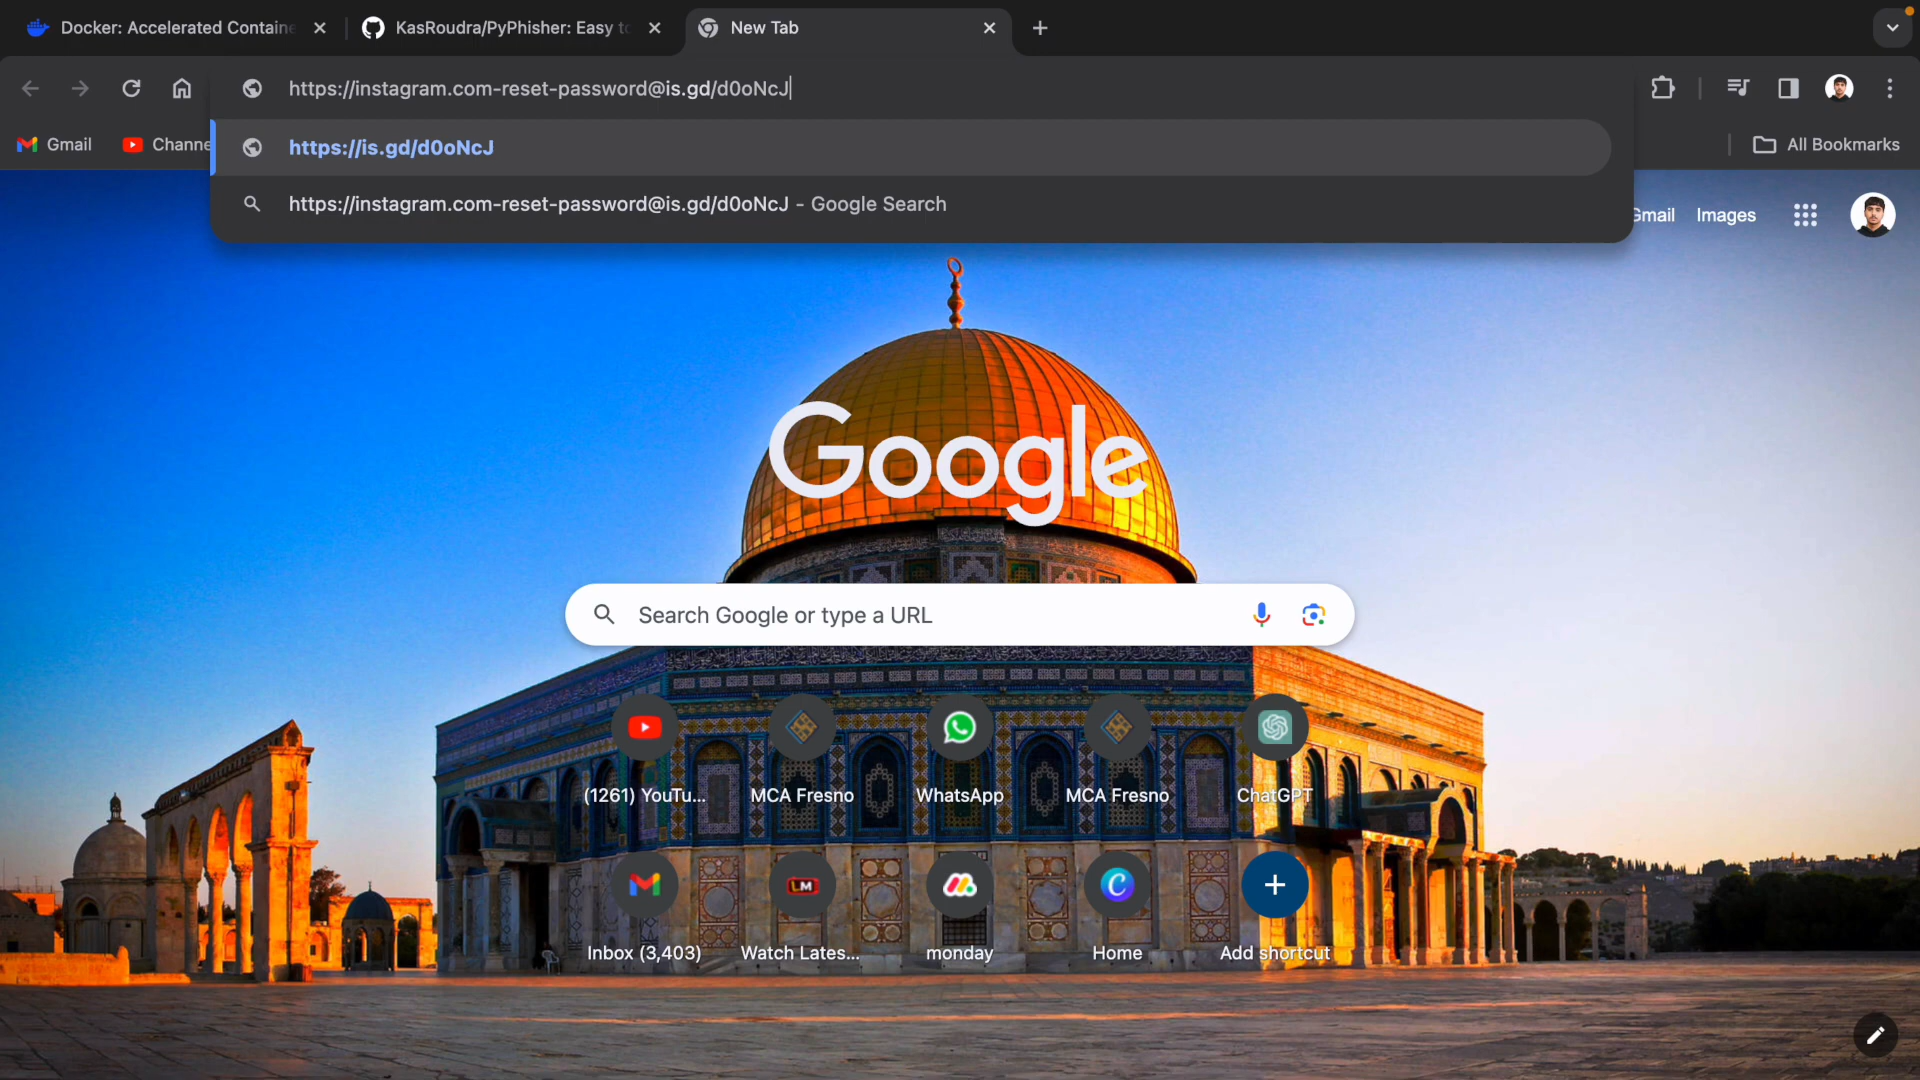 Docker: Accelerated Containe
KasRoudra/PyPhisher: Easy to
New Tab
https://instagram.com-reset-password@is.gd/d0oNcJ
Gmail
Channe
https://is.gd/d0oNcJ
All Bookmarks
https://instagram.com-reset-password@is.gd/d0oNcJ - Google Search
Gmail
Images
Google
Search Google or type a URL
(1261) YouTu...
MCA Fresno
WhatsApp
MCA Fresno
ChatGPT
LM
Inbox (3,403)
Watch Lates...
monday
Home
Add shortcut